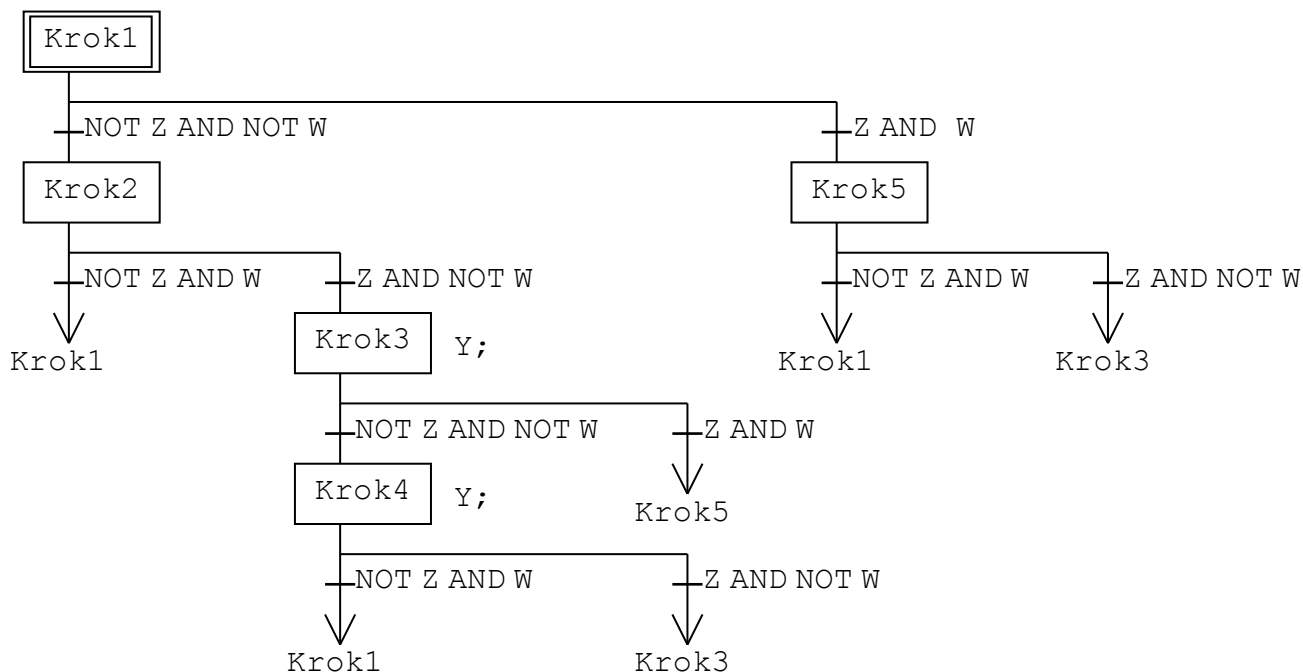 Krok1
NOT Z AND NOT W
Z AND W
Krok2
Krok5
NOT Z AND W
Z AND NOT W
NOT Z AND W
Z AND NOT W
Krok3 Y;
Krok1
Krok1
Krok3
NOT Z AND NOT W
Z AND W
Krok4 Y;
Krok5
NOT Z AND W
Z AND NOT W
Krok1
Krok3